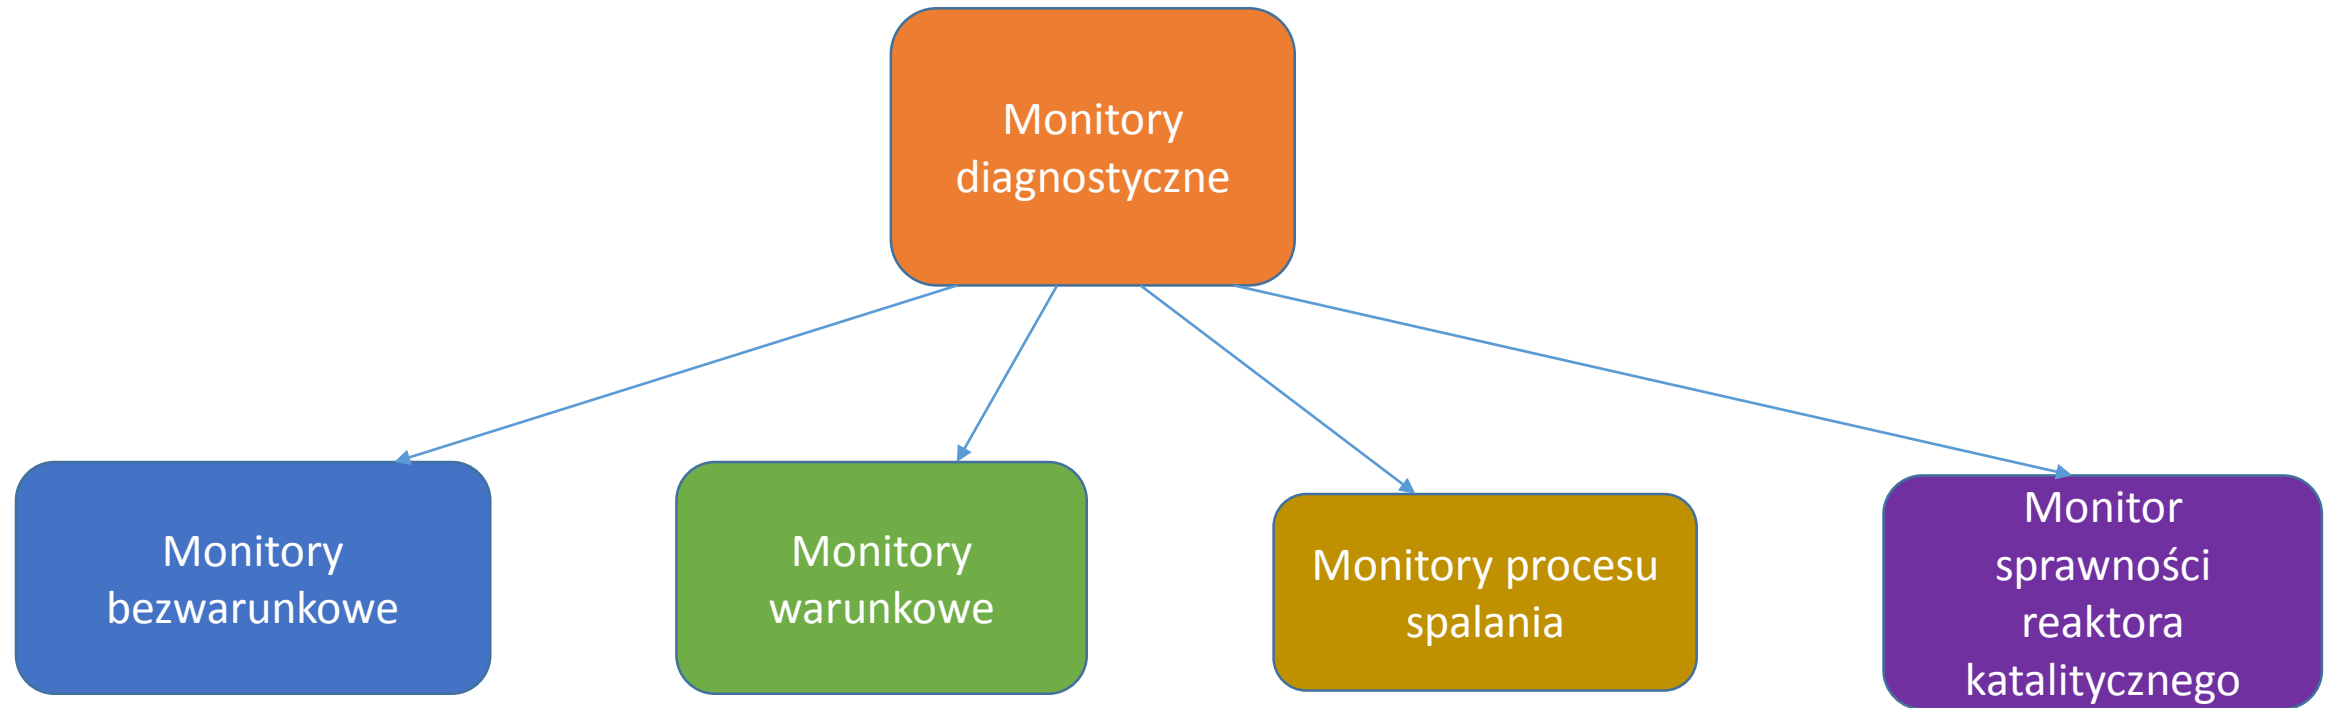 Monitory
diagnostyczne
Monitory
bezwarunkowe
Monitory
warunkowe
Monitory procesu
spalania
Monitor
sprawności
reaktora
katalitycznego